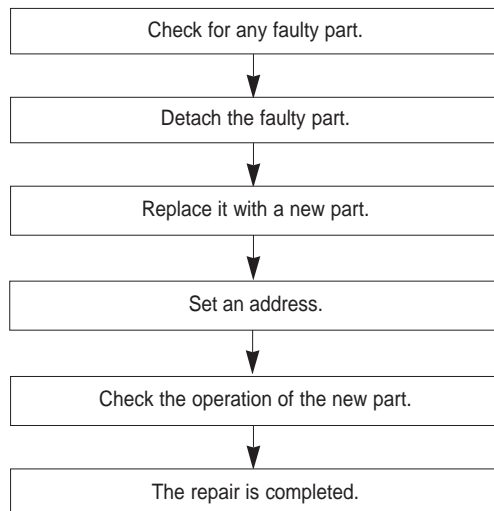 Check for any faulty part.
Detach the faulty part.
Replace it with a new part.
Set an address.
Check the operation of the new part.
The repair is completed.